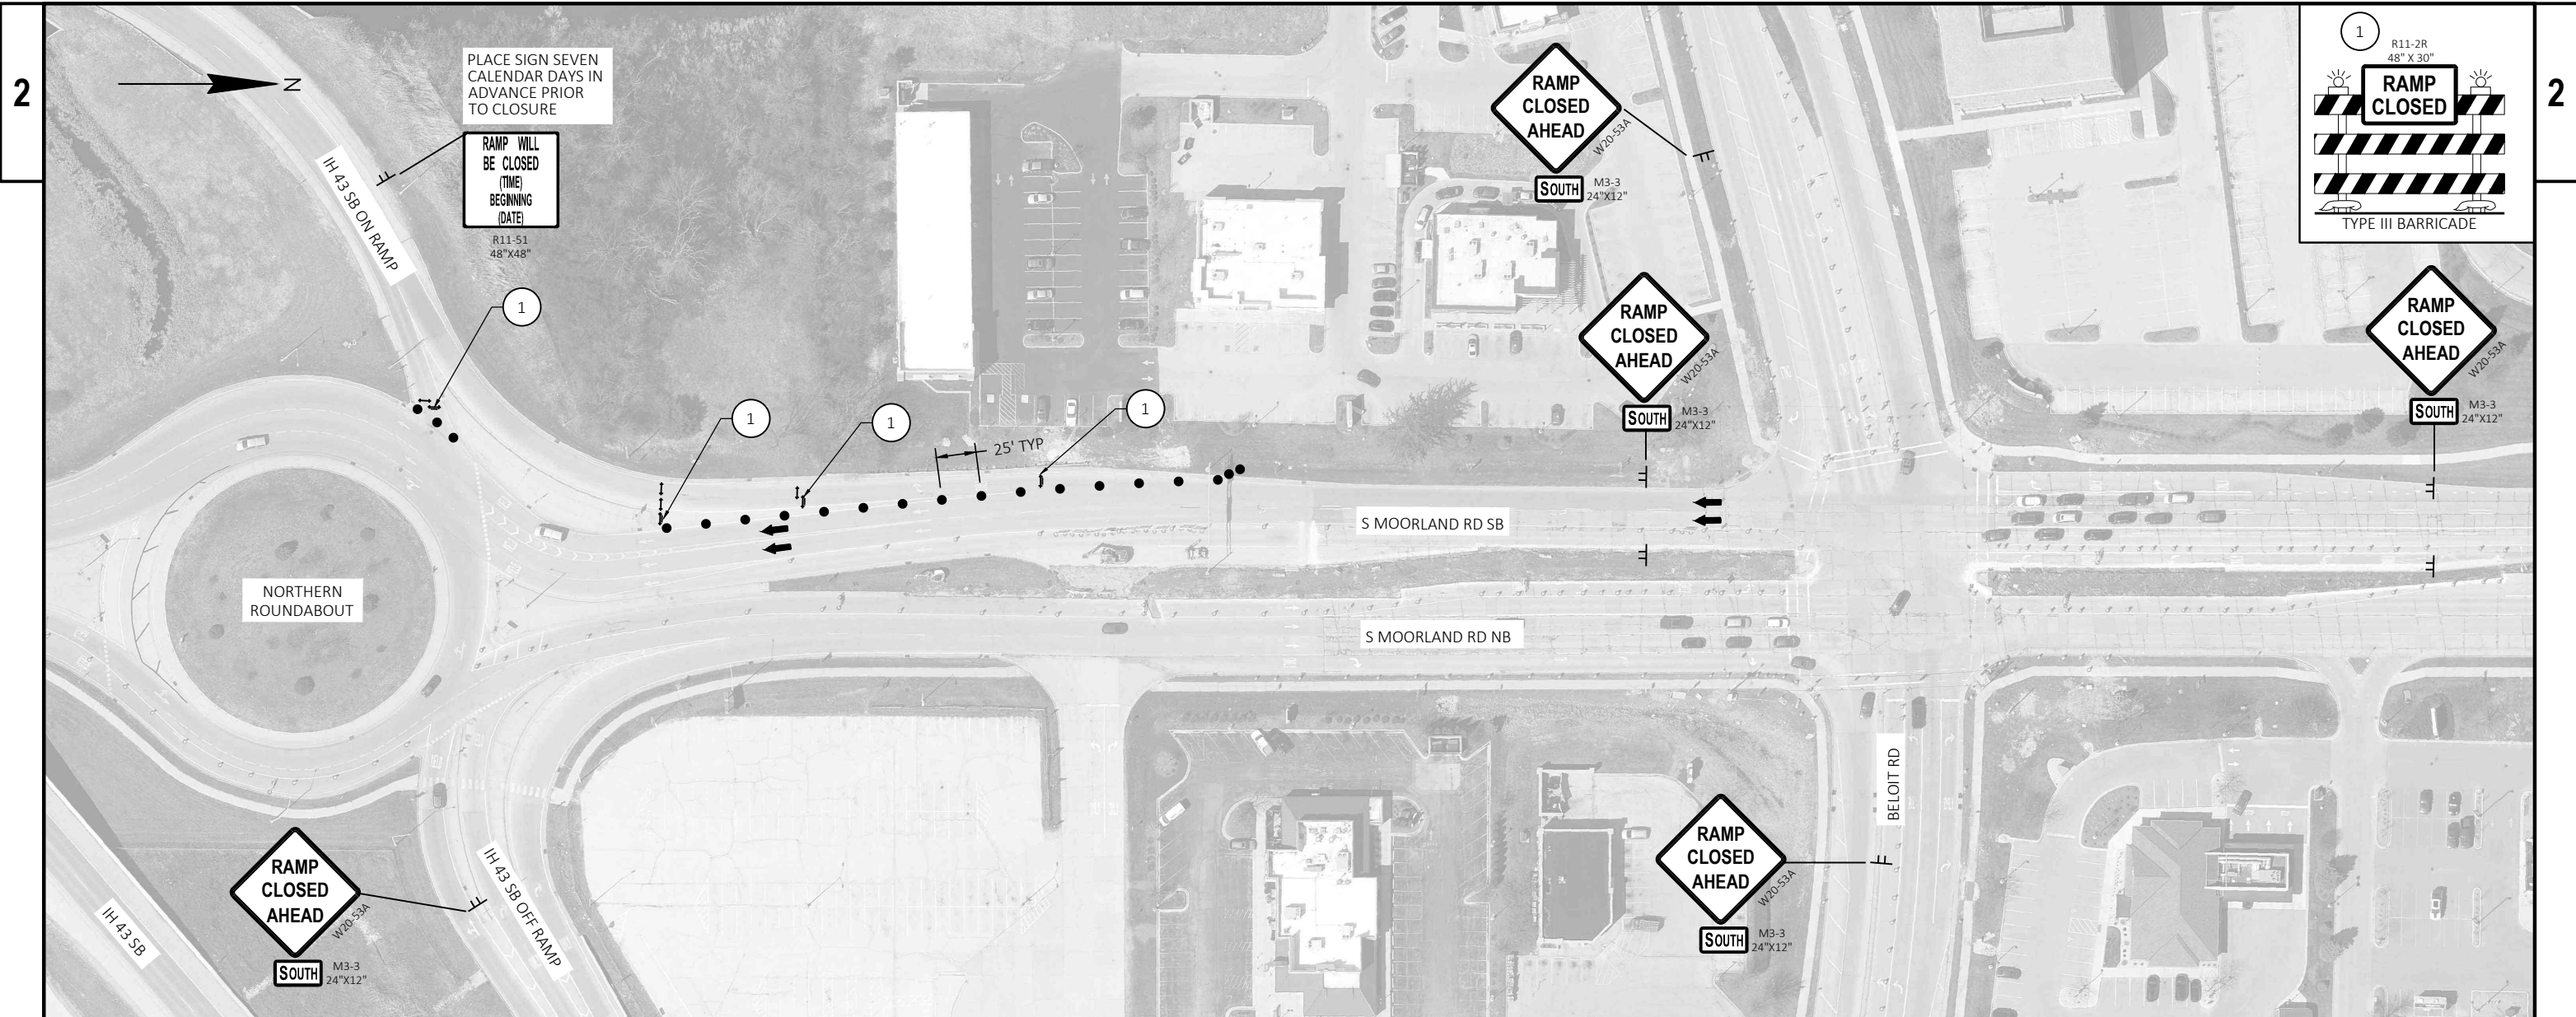 2
N
PLACE SIGN SEVEN
CALENDAR DAYS IN
ADVANCE PRIOR
TO CLOSURE
RAMP WILL
BE CLOSED
(TIME)
BEGINNING
(DATE)
R11-51
48"X48"
IH 43 SB ON RAMP
1
1
1
1
25' TYP
RAMP
CLOSED
AHEAD
W20-53A
SOUTH
M3-3
24"X12"
RAMP
CLOSED
AHEAD
W20-53A
SOUTH
M3-3
24"X12"
1
R11-2R
48" X 30"
RAMP
CLOSED
TYPE III BARRICADE
2
RAMP
CLOSED
AHEAD
W20-53A
SOUTH
M3-3
24"X12"
S MOORLAND RD SB
NORTHERN
ROUNDABOUT
S MOORLAND RD NB
BELOIT RD
RAMP
CLOSED
AHEAD
W20-53A
SOUTH
M3-3
24"X12"
IH 43 SB OFF RAMP
RAMP
CLOSED
AHEAD
W20-53A
SOUTH
M3-3
24"X12"
IH 43 SB